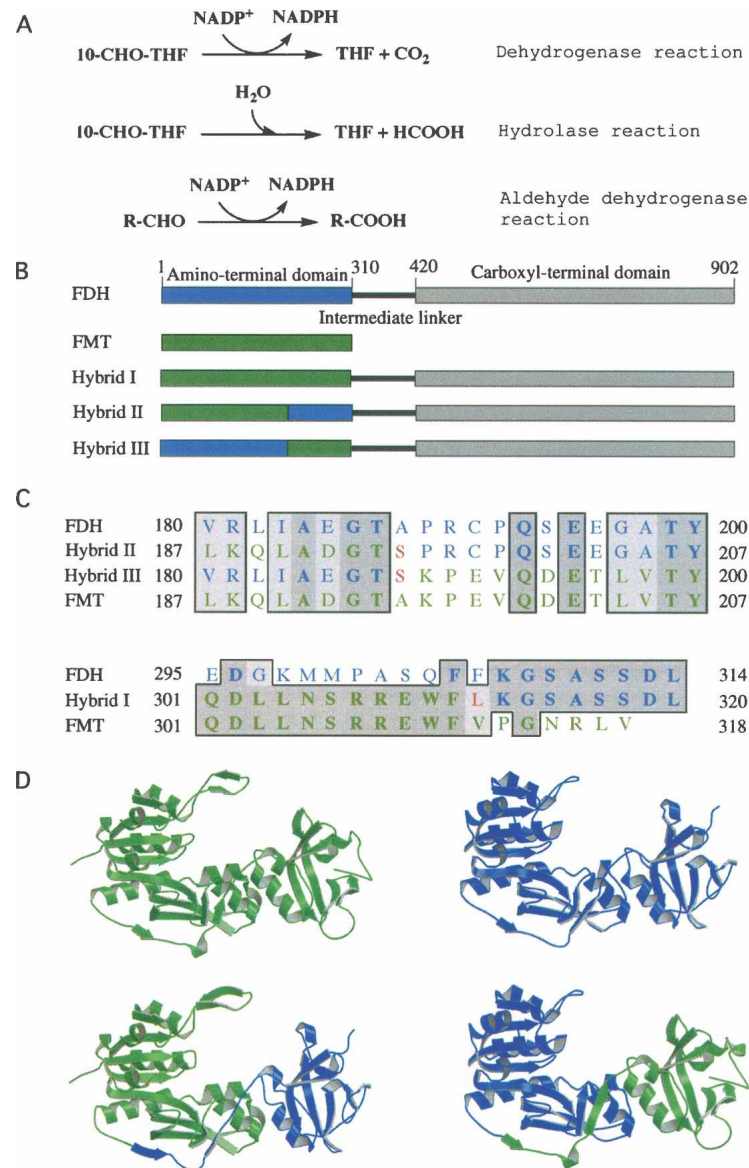 A
NADP⁺ NADPH
10-CHO-THF THF + CO₂ Dehydrogenase reaction
H₂O
10-CHO-THF THF + HCOOH Hydrolase reaction
NADP⁺ NADPH
R-CHO R-COOH Aldehyde dehydrogenase reaction
B
1 Amino-terminal domain 310 420 Carboxyl-terminal domain 902
FDH
Intermediate linker
FMT
Hybrid I
Hybrid II
Hybrid III
C
FDH 180 V R L I A E G T A P R C P Q S E E G A T Y 200
Hybrid II 187 L K Q L A D G T S P R C P Q S E E G A T Y 207
Hybrid III 180 V R L I A E G T S K P E V Q D E T L V T Y 200
FMT 187 L K Q L A D G T A K P E V Q D E T L V T Y 207
FDH 295 E D G K M M P A S Q F F K G S A S S D L 314
Hybrid I 301 Q D L L N S R R E W F L K G S A S S D L 320
FMT 301 Q D L L N S R R E W F V P G N R L V 318
D